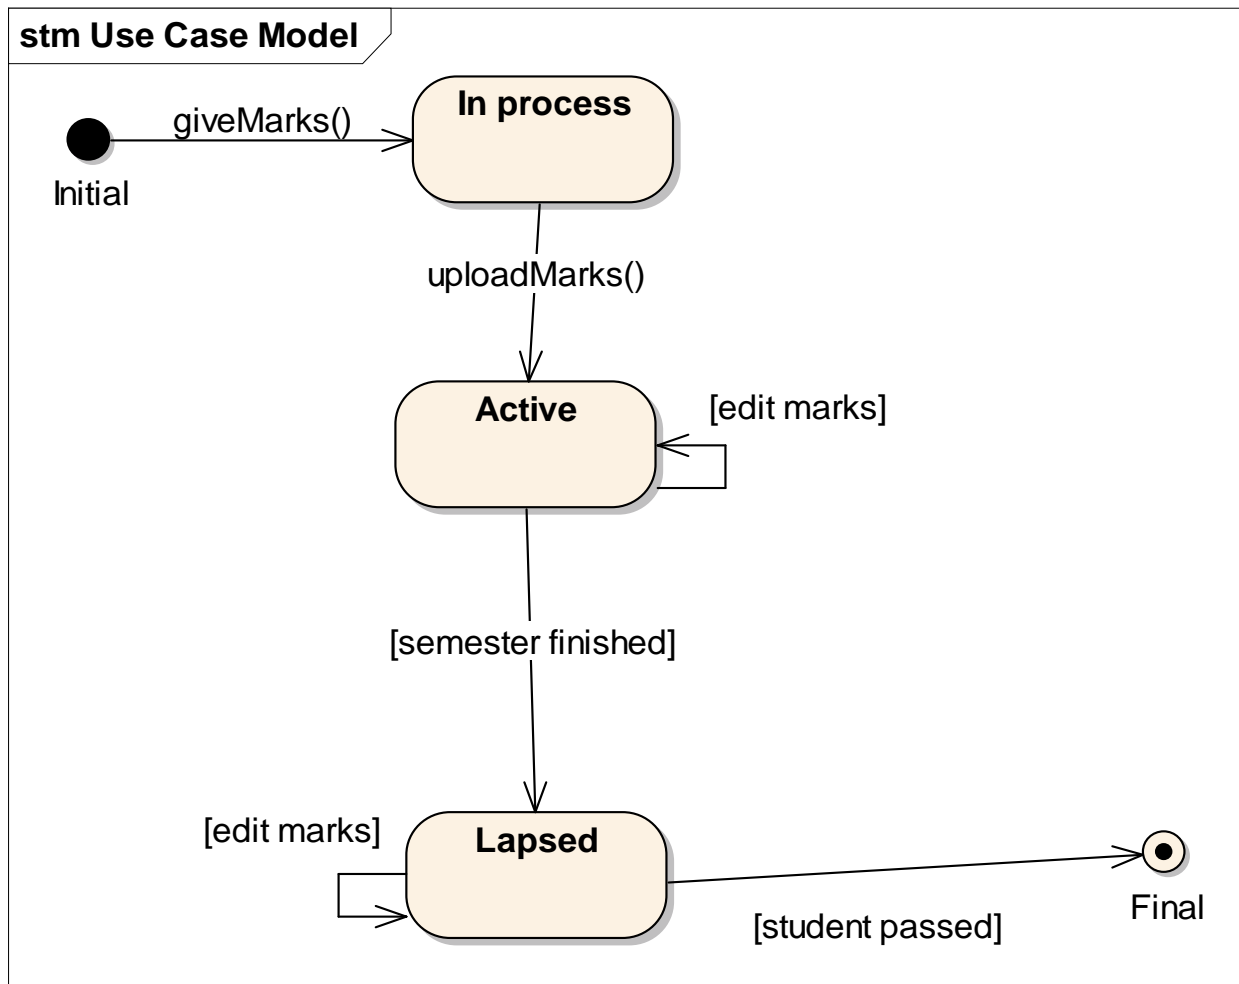 stm Use Case Model
In process
giveMarks()
Initial
uploadMarks()
Active
[edit marks]
[semester finished]
[edit marks]
Lapsed
Final
[student passed]